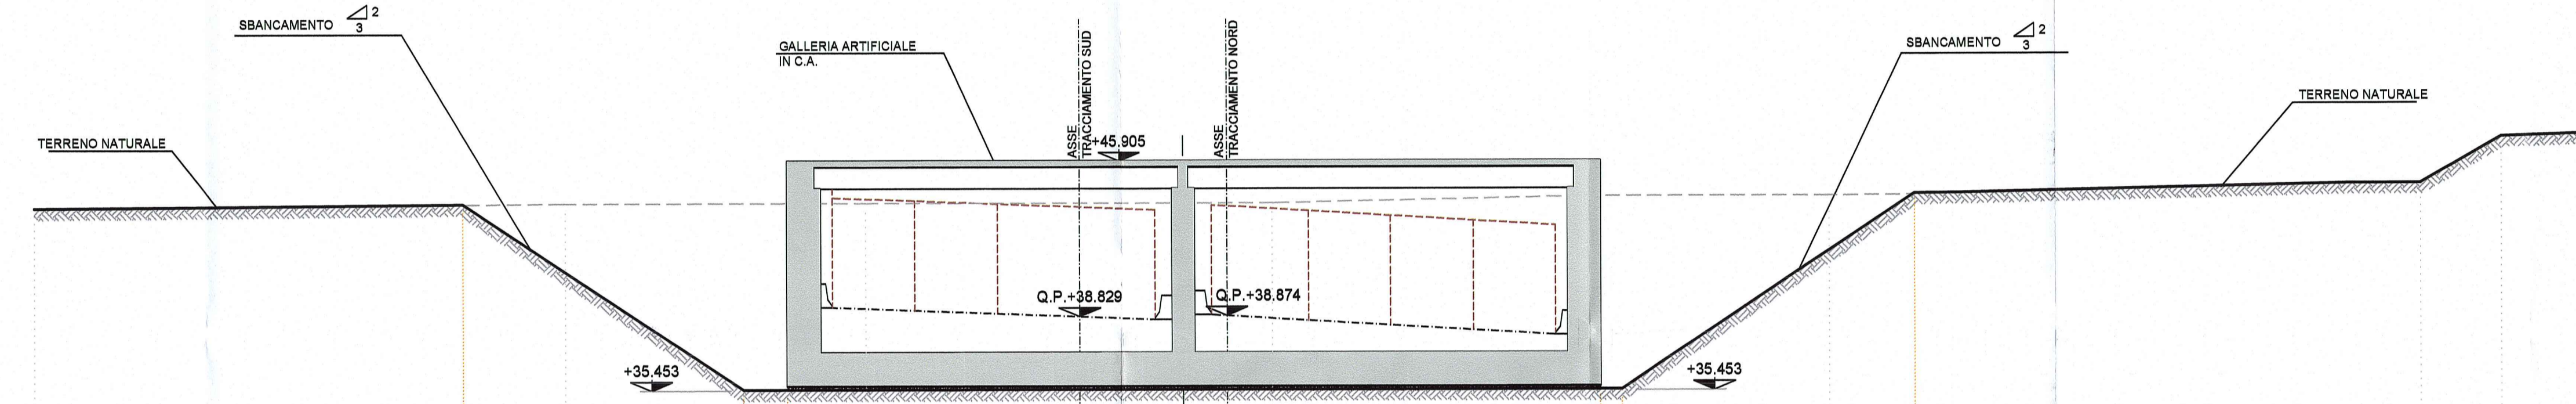 SBANCAMENTO 2
3
GALLERIA ARTIFICIALE
IN C.A.
ASSE
TRACCIAMENTO SUD
ASSE
TRACCIAMENTO NORD
SBANCAMENTO 2
3
TERRENO NATURALE
TERRENO NATURALE
+45.905
Q.P.+38.829
Q.P.+38.874
+35.453
+35.453